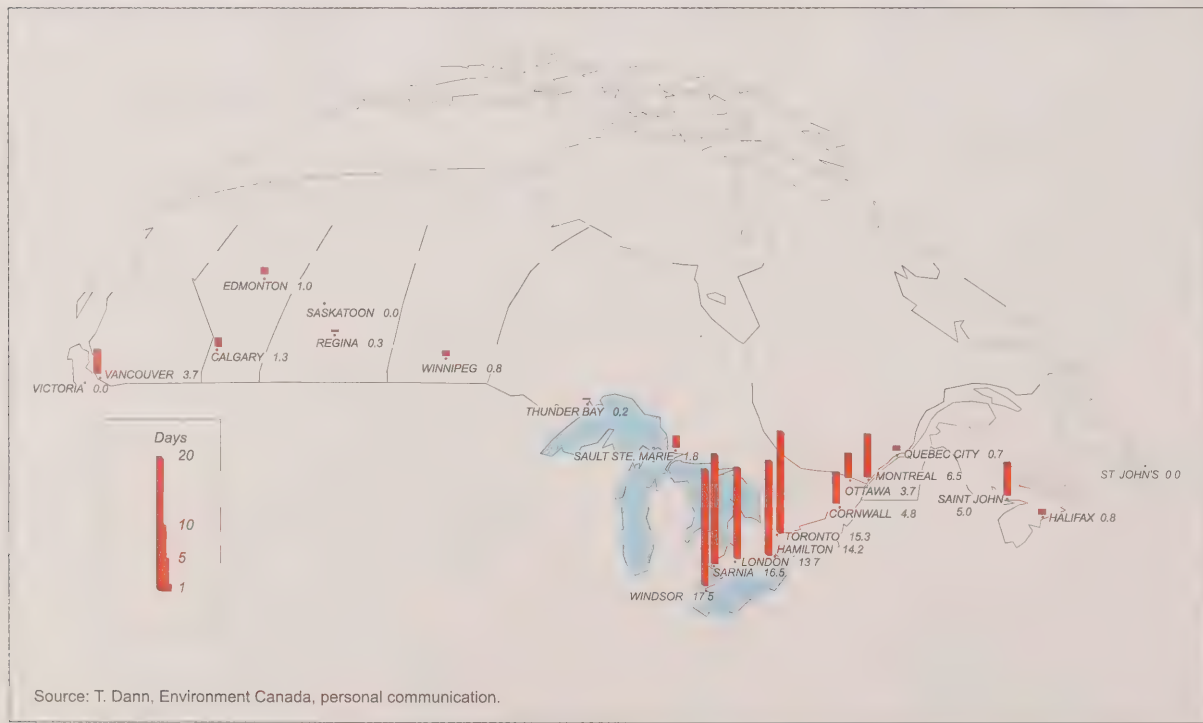 EDMONTON 1.0
SASKATOON 0.0
REGINA 0.3
CALGARY 1.3
WINNIPEG 0.8
VANCOUVER 3.7
VICTORIA 0.0
THUNDER BAY 0.2
SAULT STE. MARIE 1.8
QUEBEC CITY 0.7
MONTREAL 6.5
ST JOHN'S 0.0
OTTAWA 3.7
SAINT JOHN
5.0
CORNWALL 4.8
HALIFAX 0.8
TORONTO 15.3
HAMILTON 14.2
LONDON 13.7
SARNIA 16.5
WINDSOR 17.5
Days
20
10
5
1
Source: T. Dann, Environment Canada, personal communication.